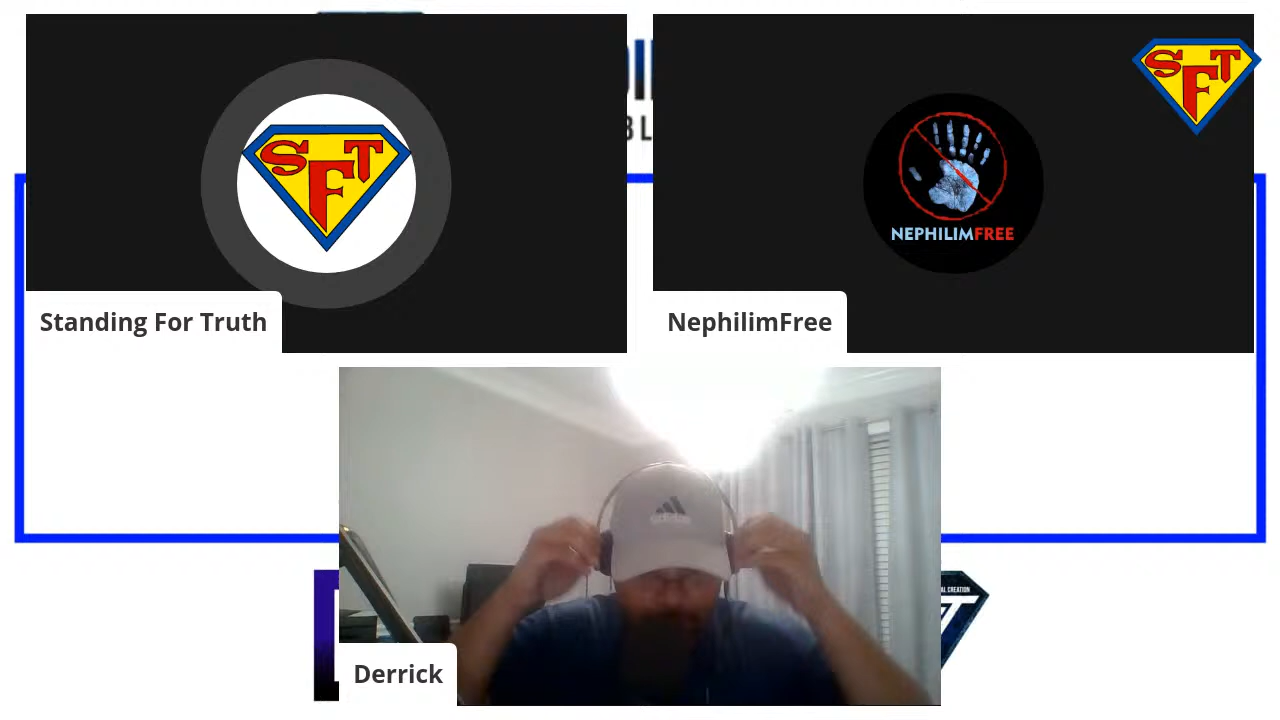 SFT
NEPHILIMFREE
SFT
Standing For Truth
NephilimFree
adidas
Derrick